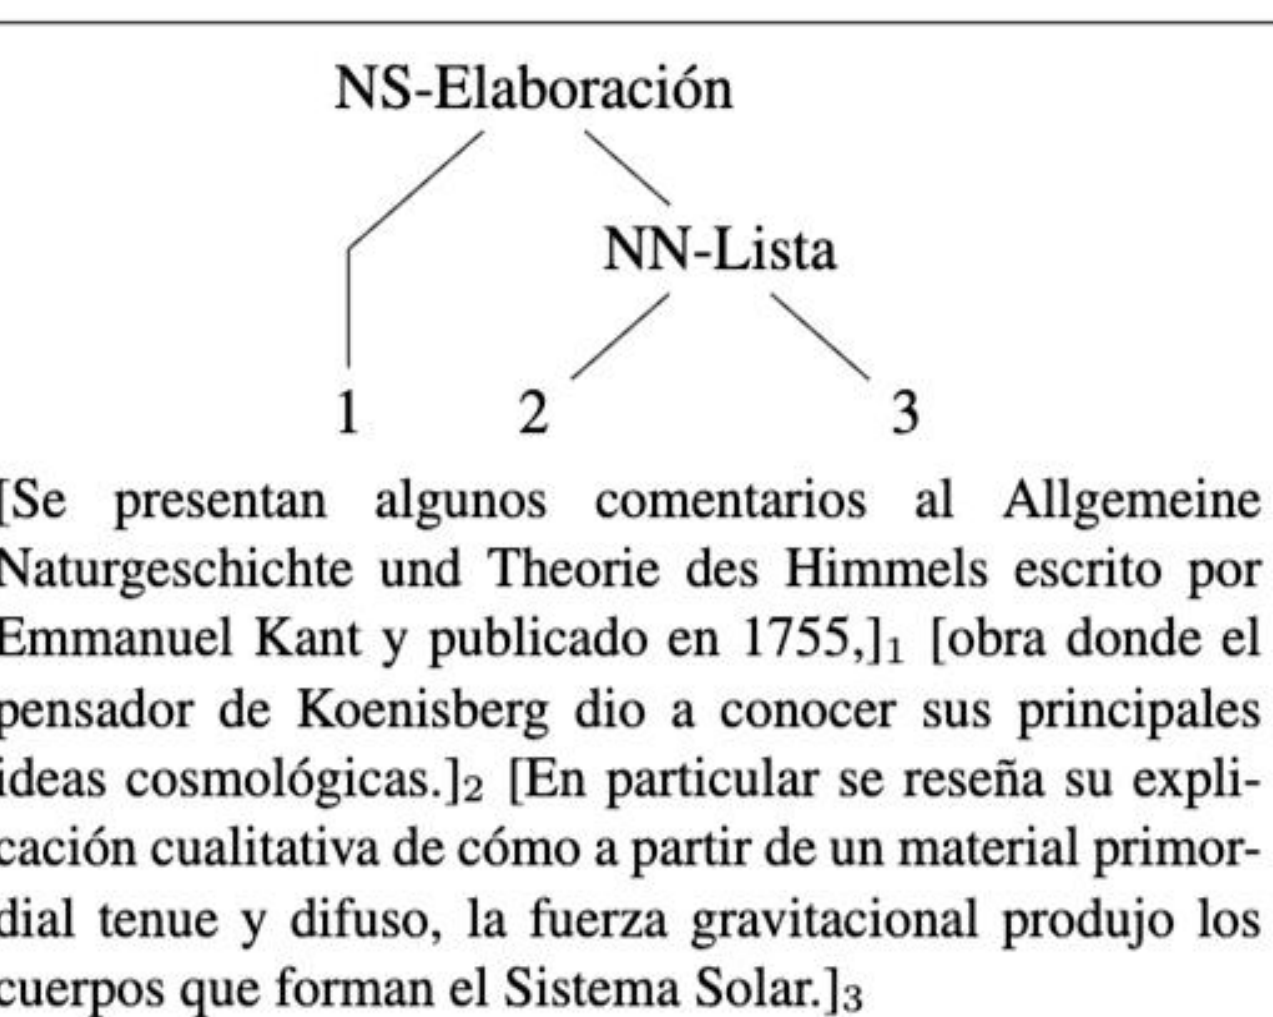 NS-Elaboración
NN-Lista
1 2 3
[Se presentan algunos comentarios al Allgemeine
Naturgeschichte und Theorie des Himmels escrito por
Emmanuel Kant y publicado en 1755,]1 [obra donde el
pensador de Koenisberg dio a conocer sus principales
ideas cosmológicas.]2 [En particular se reseña su expli-
cación cualitativa de cómo a partir de un material primor-
dial tenue y difuso, la fuerza gravitacional produjo los
cuerpos que forman el Sistema Solar.]3